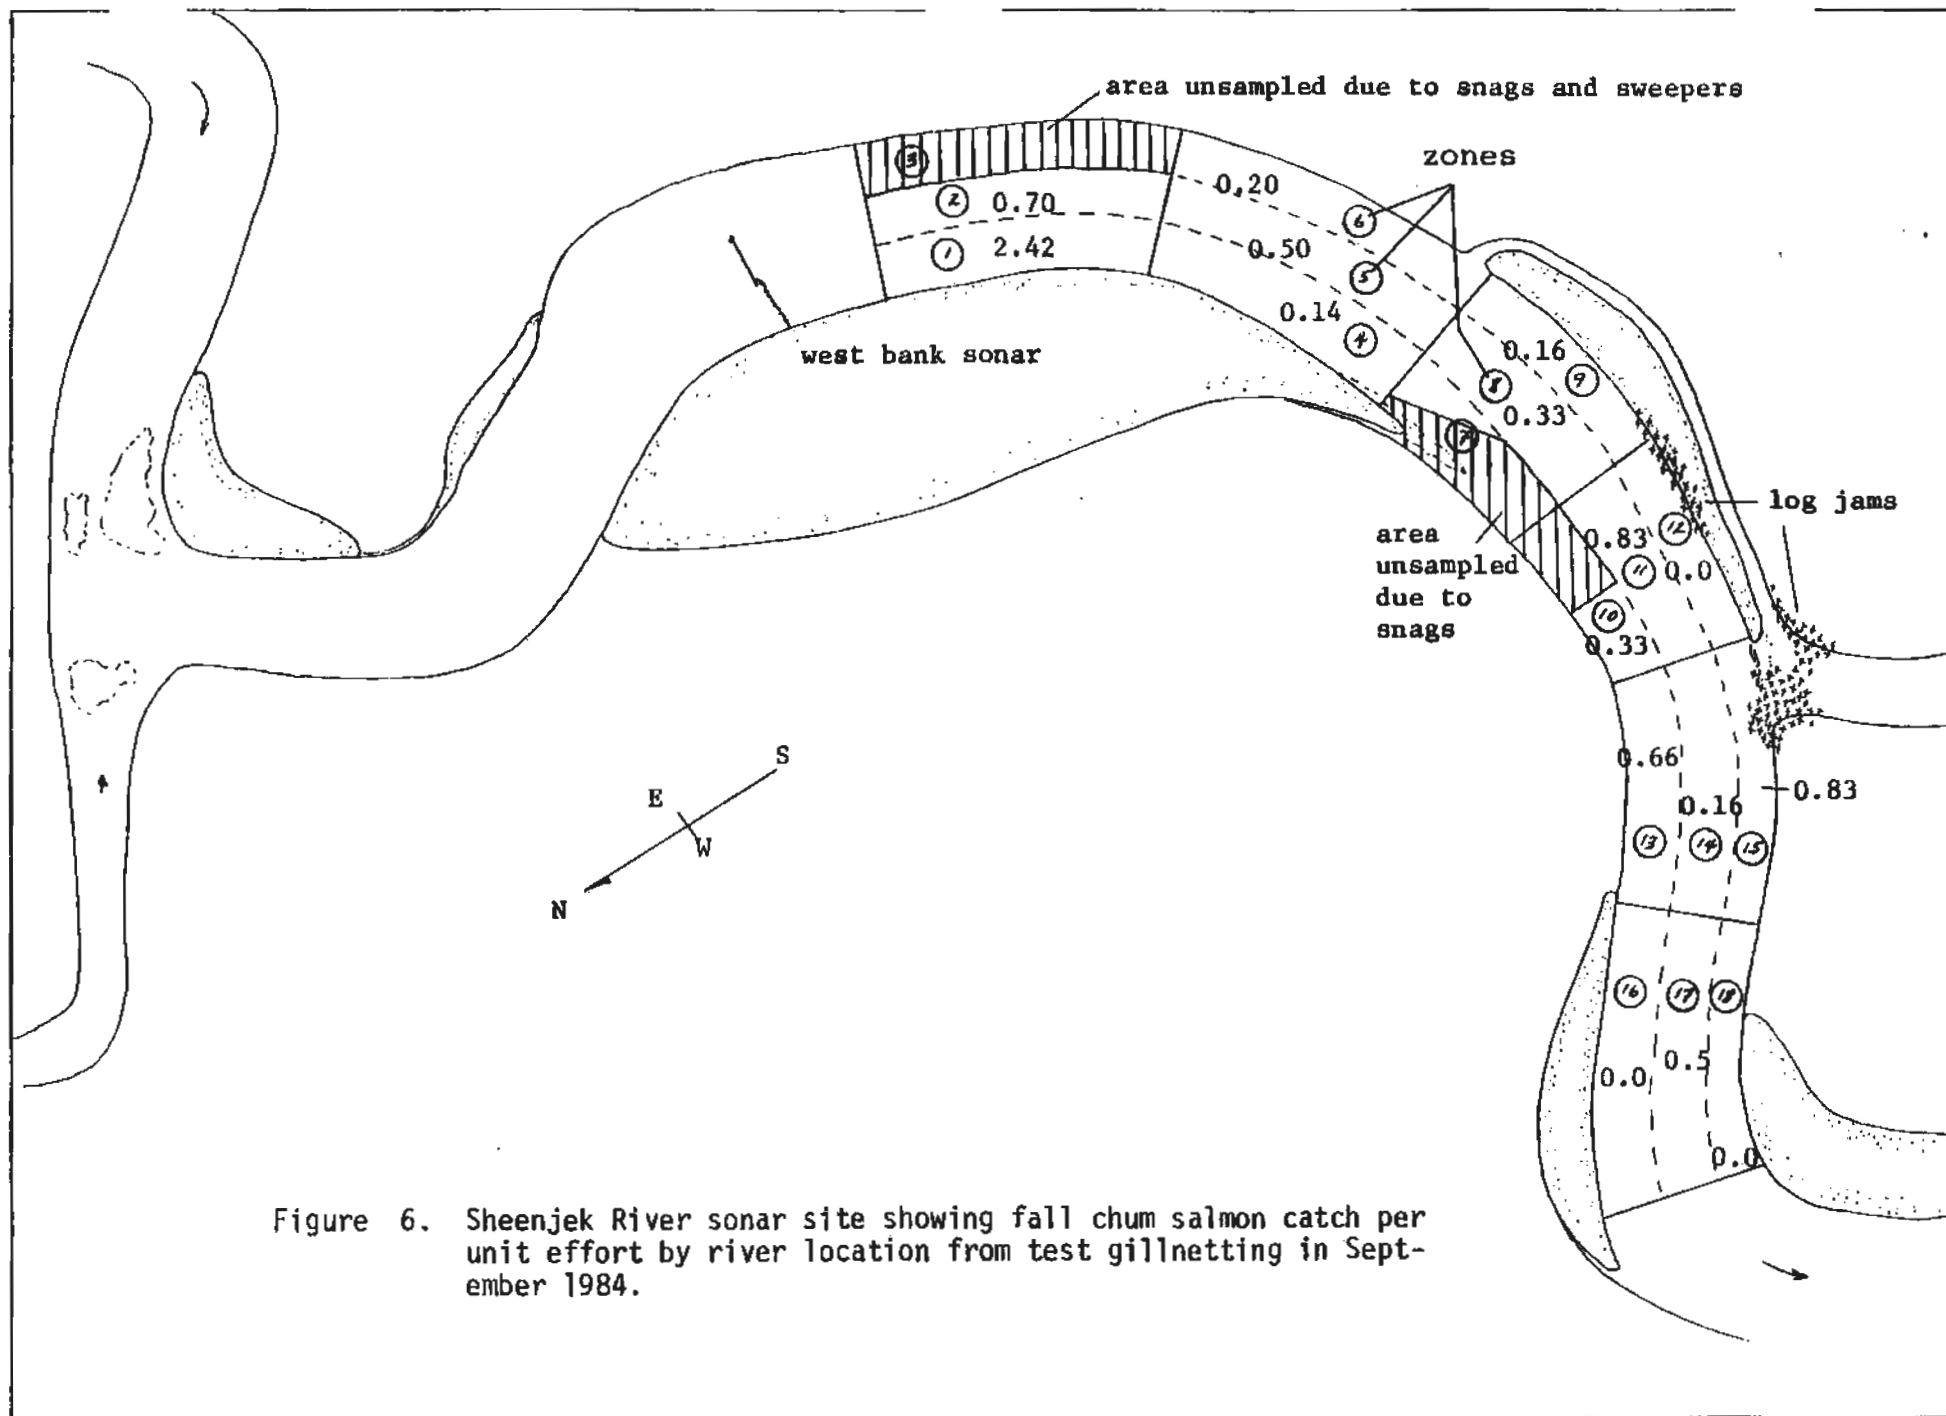 area unsampled due to snags and sweepers
zones
3
2 0.70
1 2.42
0.20
6
0.50
5
0.14
4
west bank sonar
0.16
9
8
0.33
7
log jams
area
unsampled
due to
snags
0.83
12
11
0.0
10
0.33
0.66
0.16
0.83
13
14
15
S
E
W
N
16
17
18
0.0
0.5
0.0
Figure 6. Sheenjek River sonar site showing fall chum salmon catch per
unit effort by river location from test gillnetting in Sept-
ember 1984.